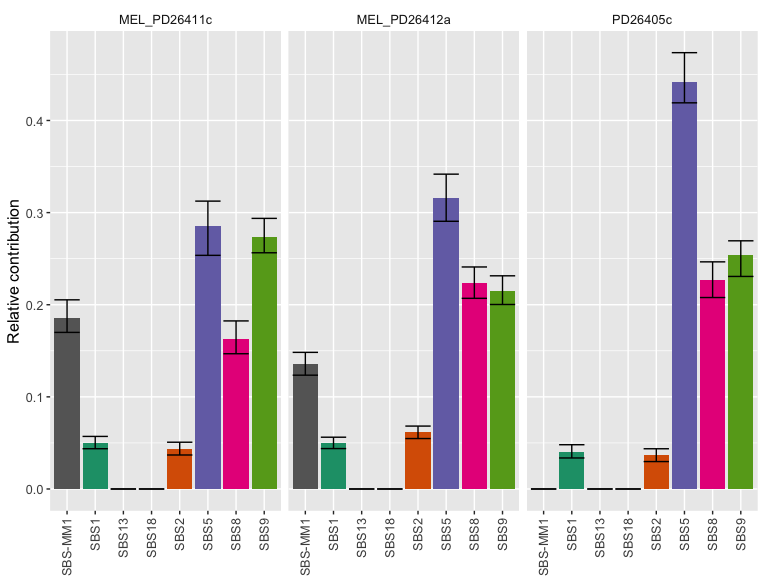 MEL_PD26411c MEL_PD26412a PD26405c
Relative contribution
0.4
0.3
0.2
0.1
0.0
SBS-MM1 SBS1 SBS13 SBS18 SBS2 SBS5 SBS8 SBS9 SBS-MM1 SBS1 SBS13 SBS18 SBS2 SBS5 SBS8 SBS9 SBS-MM1 SBS1 SBS13 SBS18 SBS2 SBS5 SBS8 SBS9